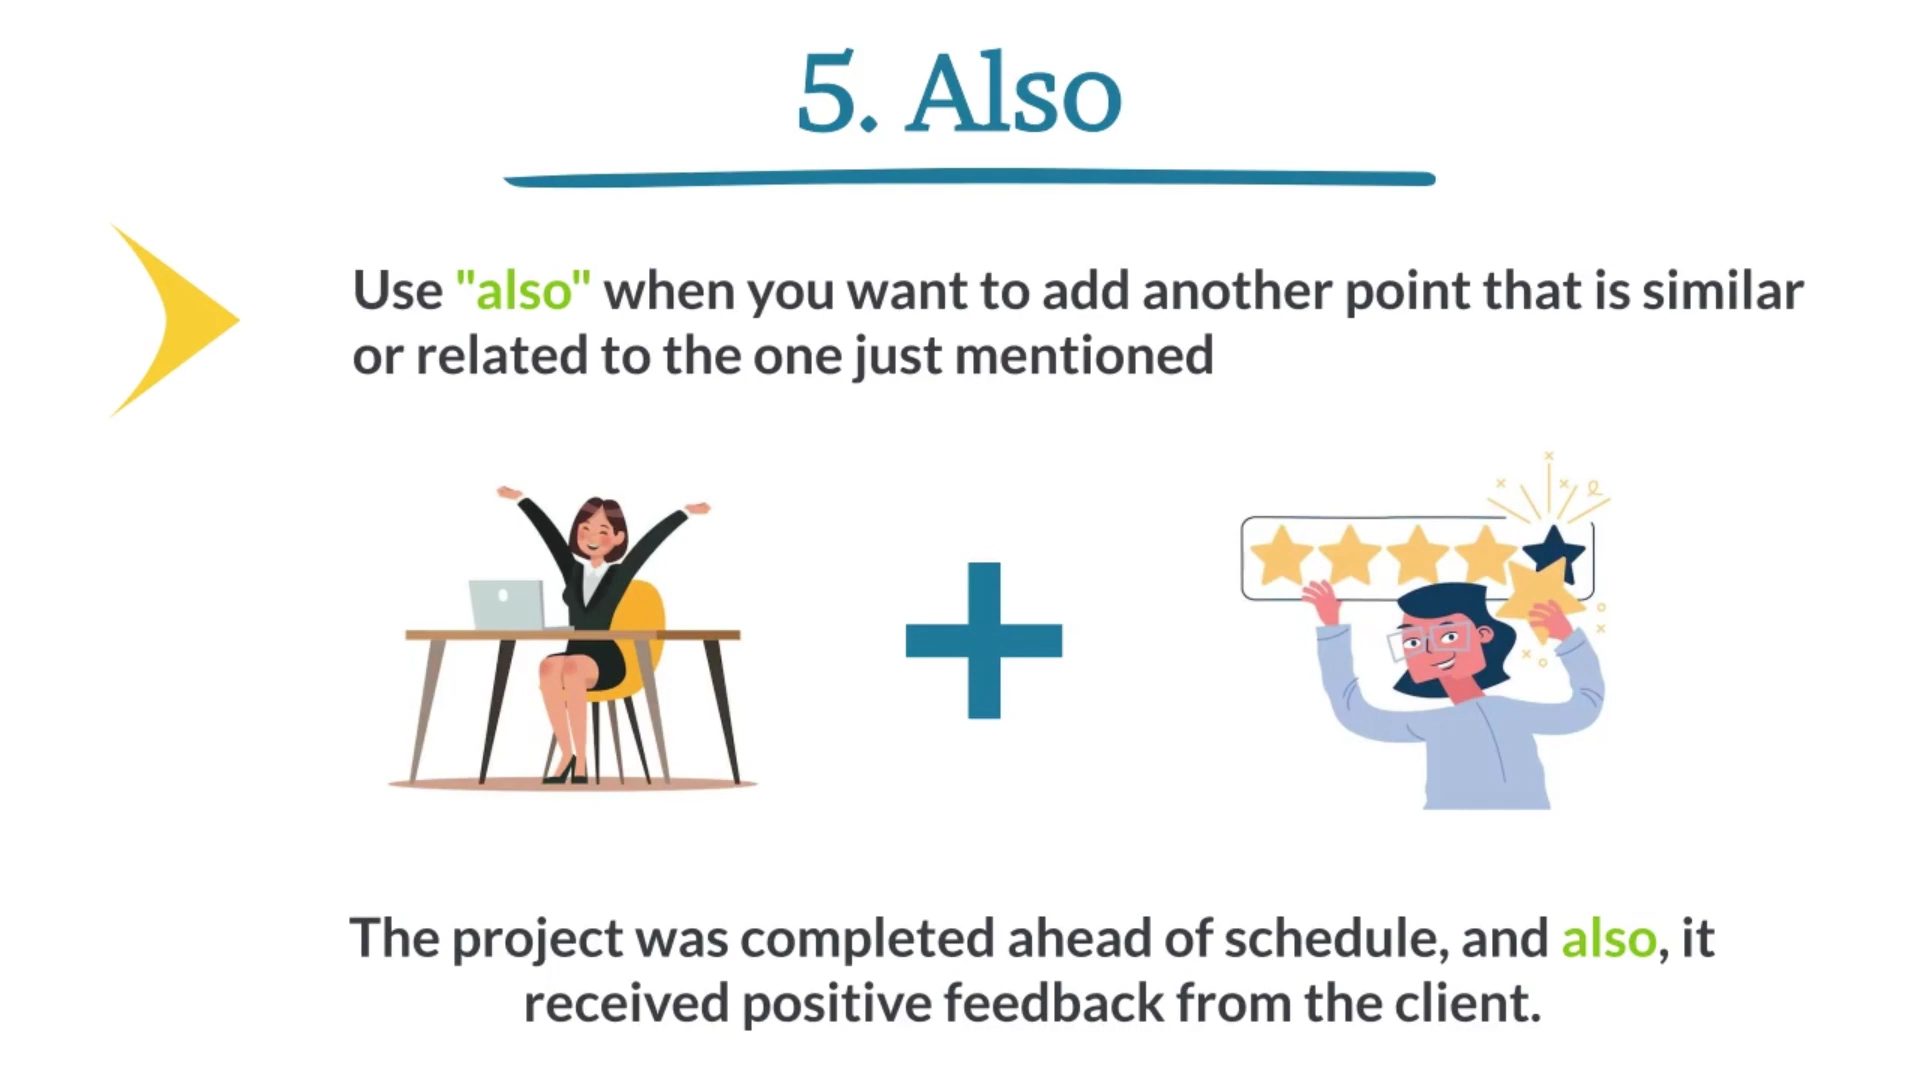 5. Also
Use "also" when you want to add another point that is similar
or related to the one just mentioned
The project was completed ahead of schedule, and also, it
received positive feedback from the client.